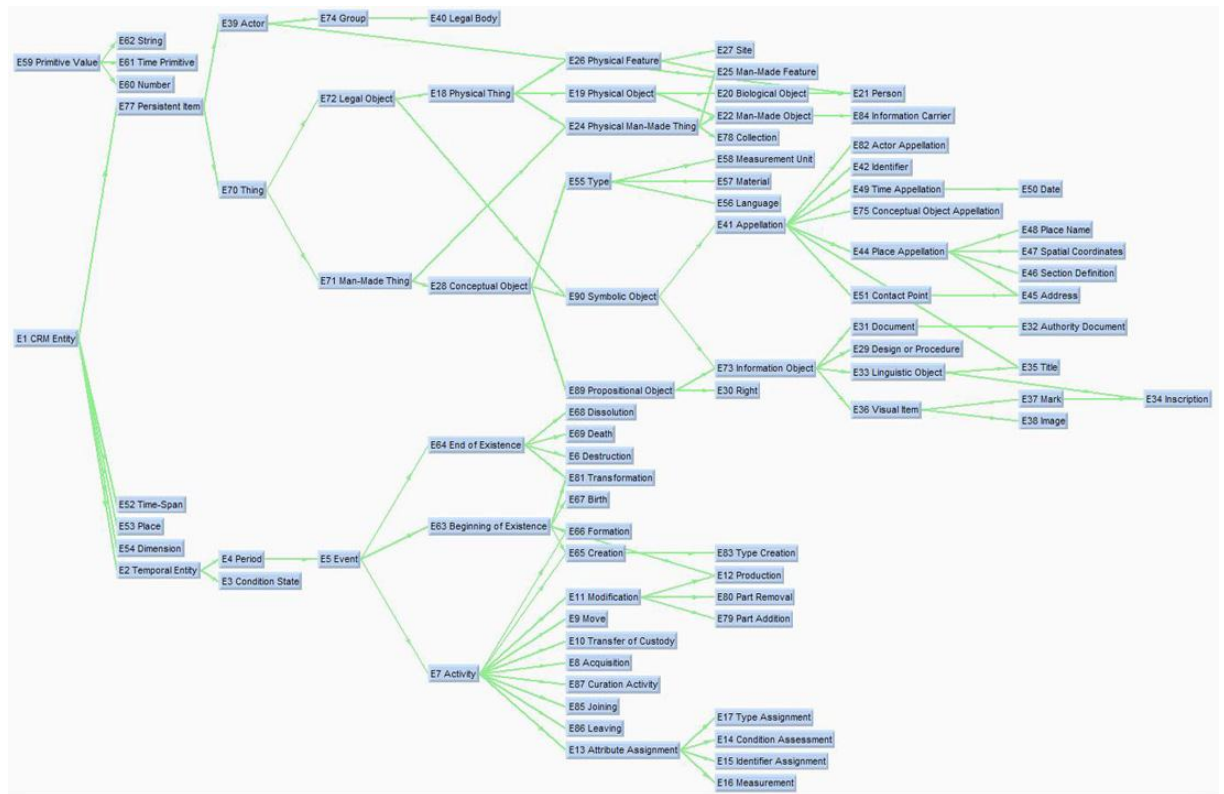 E59 Primitive Value
E62 String
E61 Time Primitive
E60 Number
E1 CRM Entity
E77 Persistent Item
E52 Time-Span
E53 Place
E54 Dimension
E2 Temporal Entity
E39 Actor
E70 Thing
E4 Period
E3 Condition State
E74 Group
E72 Legal Object
E71 Man-Made Thing
E5 Event
E40 Legal Body
E18 Physical Thing
E28 Conceptual Object
E64 End of Existence
E63 Beginning of Existence
E7 Activity
E26 Physical Feature
E19 Physical Object
E24 Physical Man-Made Thing
E55 Type
E90 Symbolic Object
E89 Propositional Object
E68 Dissolution
E69 Death
E6 Destruction
E81 Transformation
E67 Birth
E66 Formation
E65 Creation
E11 Modification
E9 Move
E10 Transfer of Custody
E8 Acquisition
E87 Curation Activity
E85 Joining
E86 Leaving
E13 Attribute Assignment
E27 Site
E25 Man-Made Feature
E20 Biological Object
E22 Man-Made Object
E78 Collection
E58 Measurement Unit
E57 Material
E56 Language
E41 Appellation
E73 Information Object
E30 Right
E83 Type Creation
E12 Production
E80 Part Removal
E79 Part Addition
E17 Type Assignment
E14 Condition Assessment
E15 Identifier Assignment
E16 Measurement
E21 Person
E84 Information Carrier
E82 Actor Appellation
E42 Identifier
E49 Time Appellation
E75 Conceptual Object Appellation
E44 Place Appellation
E51 Contact Point
E31 Document
E29 Design or Procedure
E33 Linguistic Object
E36 Visual Item
E50 Date
E48 Place Name
E47 Spatial Coordinates
E46 Section Definition
E45 Address
E32 Authority Document
E35 Title
E37 Mark
E38 Image
E34 Inscription